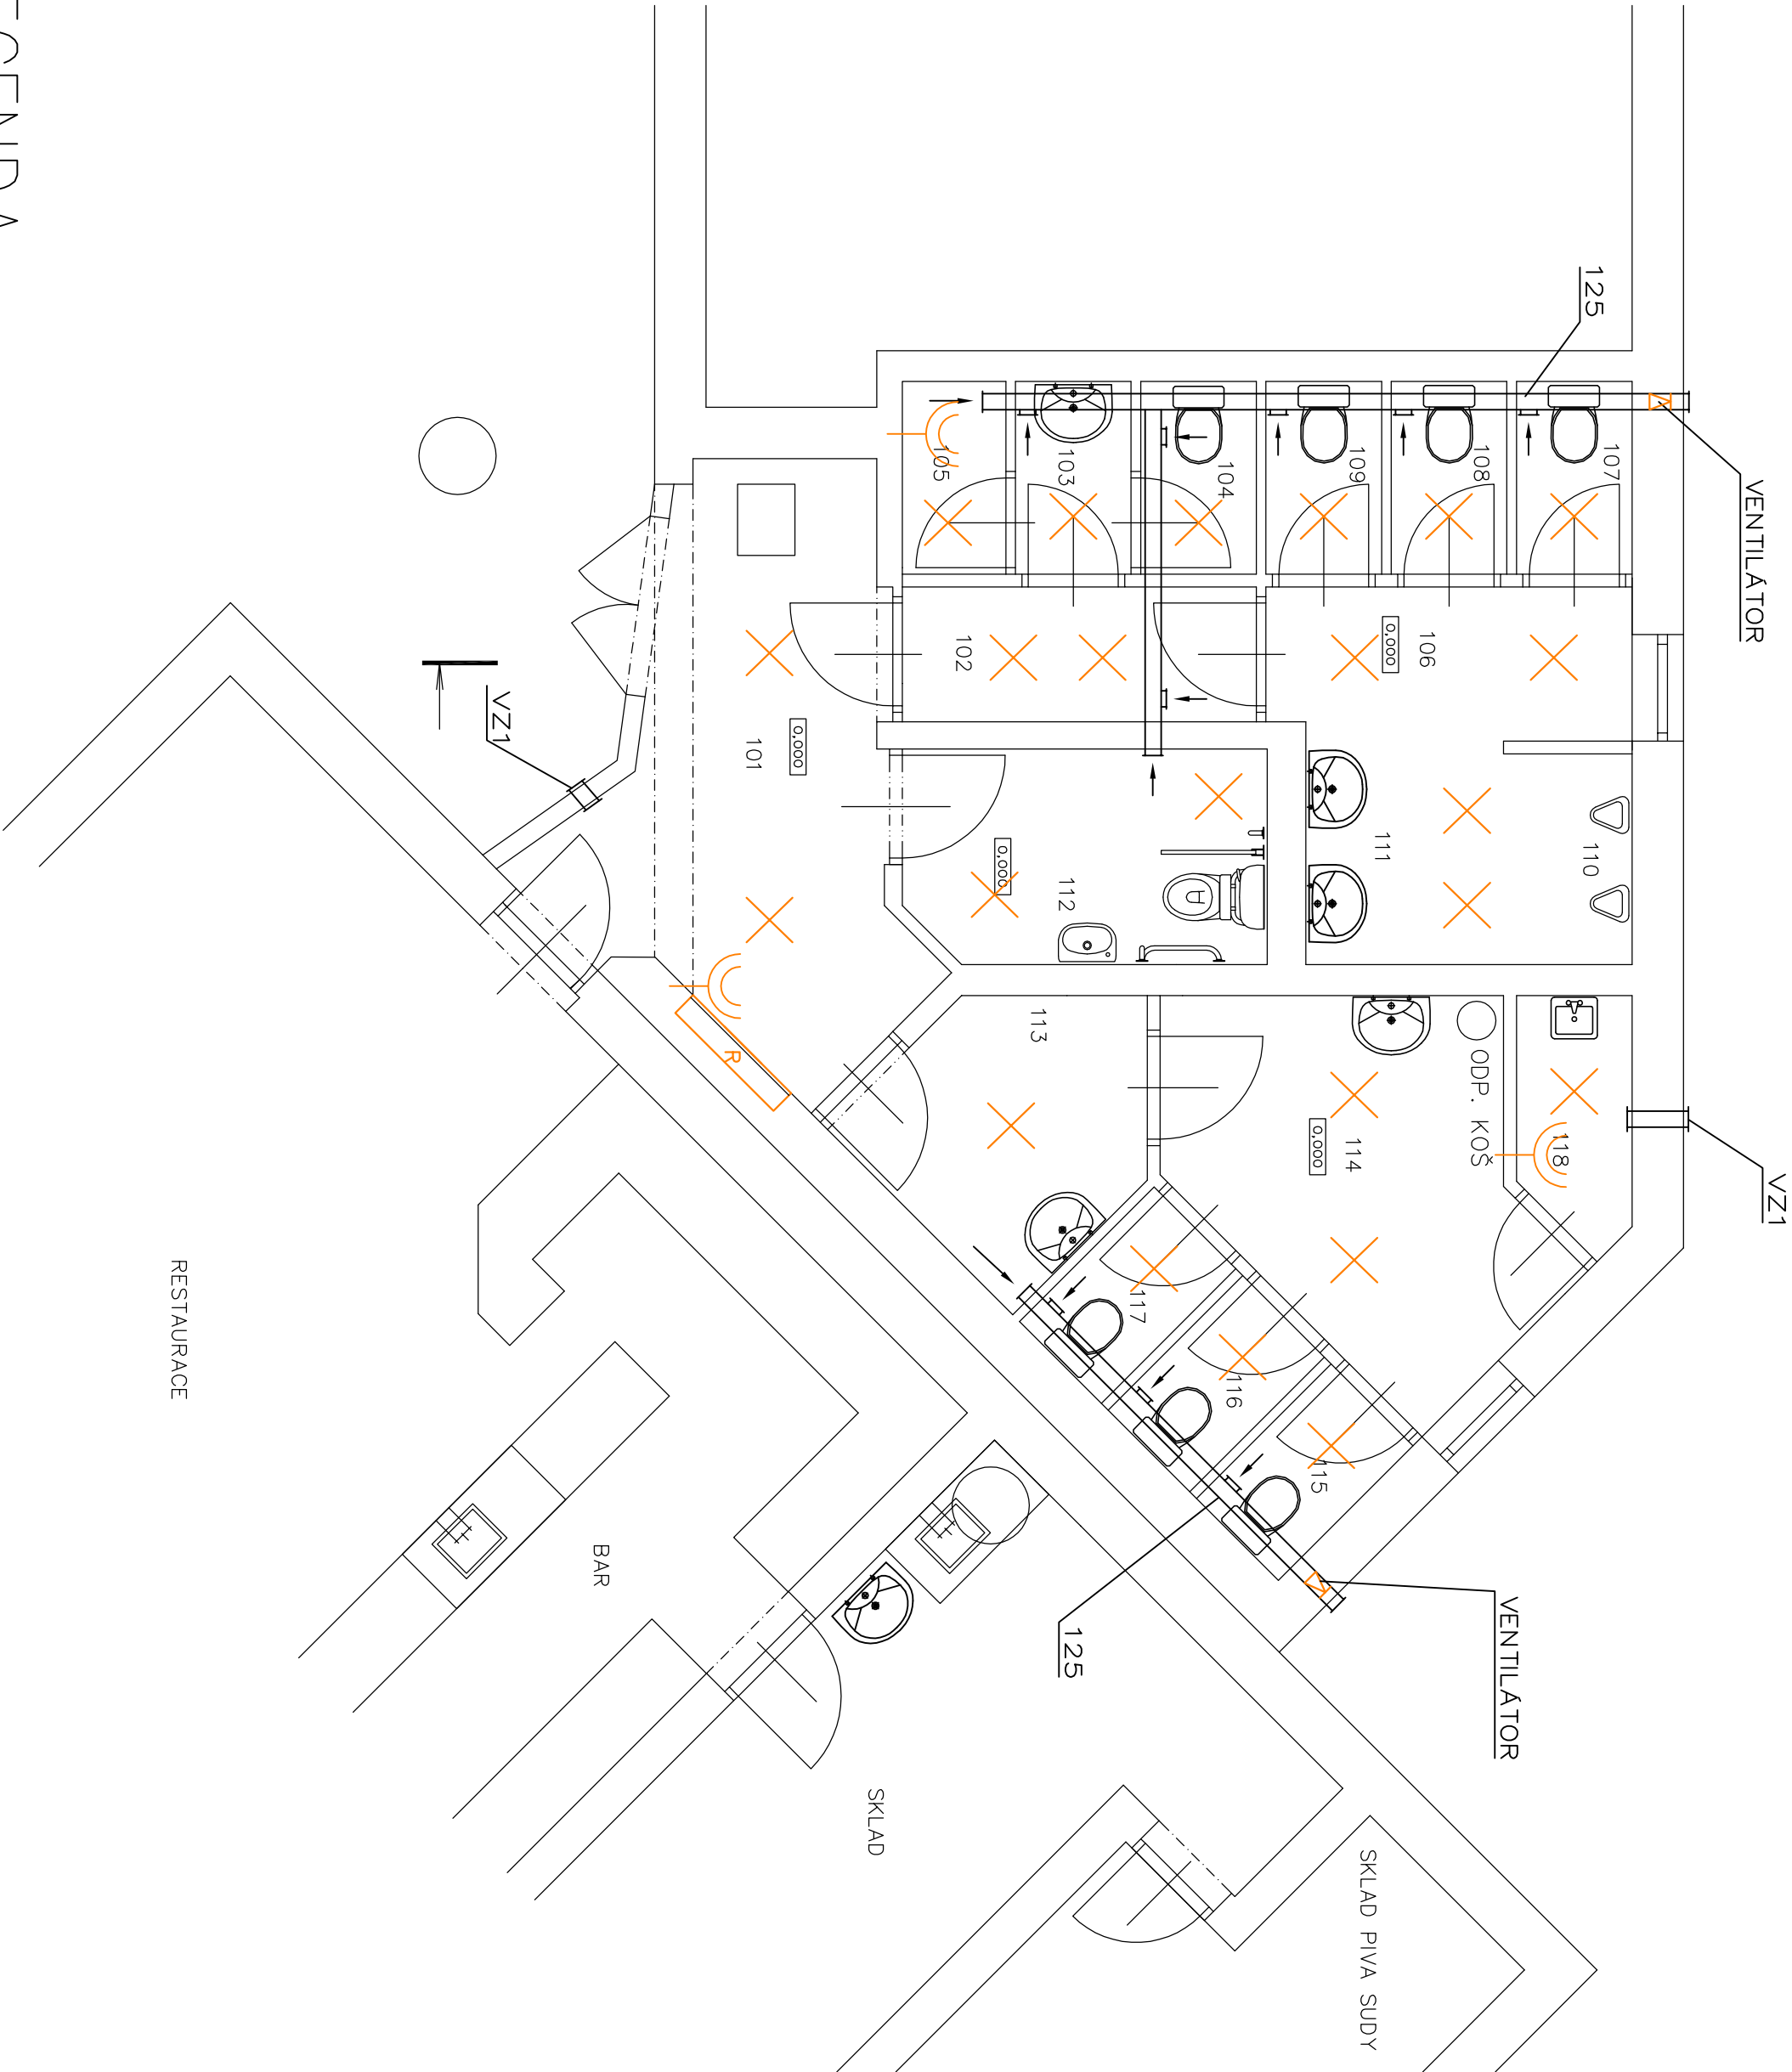 VENTILÁTOR
125
107
108
109
104
103
105
106
0,000
102
110
111
112
0,000
101
0,000
VZ1
VZ1
118
ODP. KOŠ
114
0,000
113
R
117
116
115
125
VENTILÁTOR
SKLAD PIVA SUDY
SKLAD
BAR
RESTAURACE